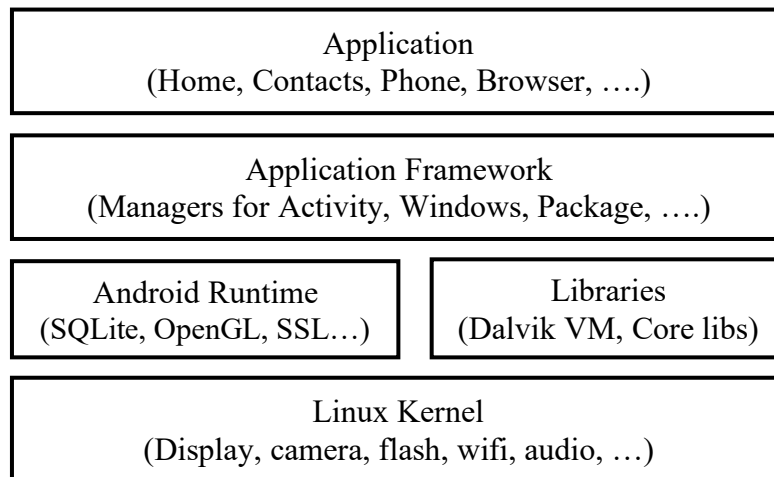 Application
(Home, Contacts, Phone, Browser, ….)
Application Framework
(Managers for Activity, Windows, Package, ….)
Android Runtime
(SQLite, OpenGL, SSL…)
Libraries
(Dalvik VM, Core libs)
Linux Kernel
(Display, camera, flash, wifi, audio, …)